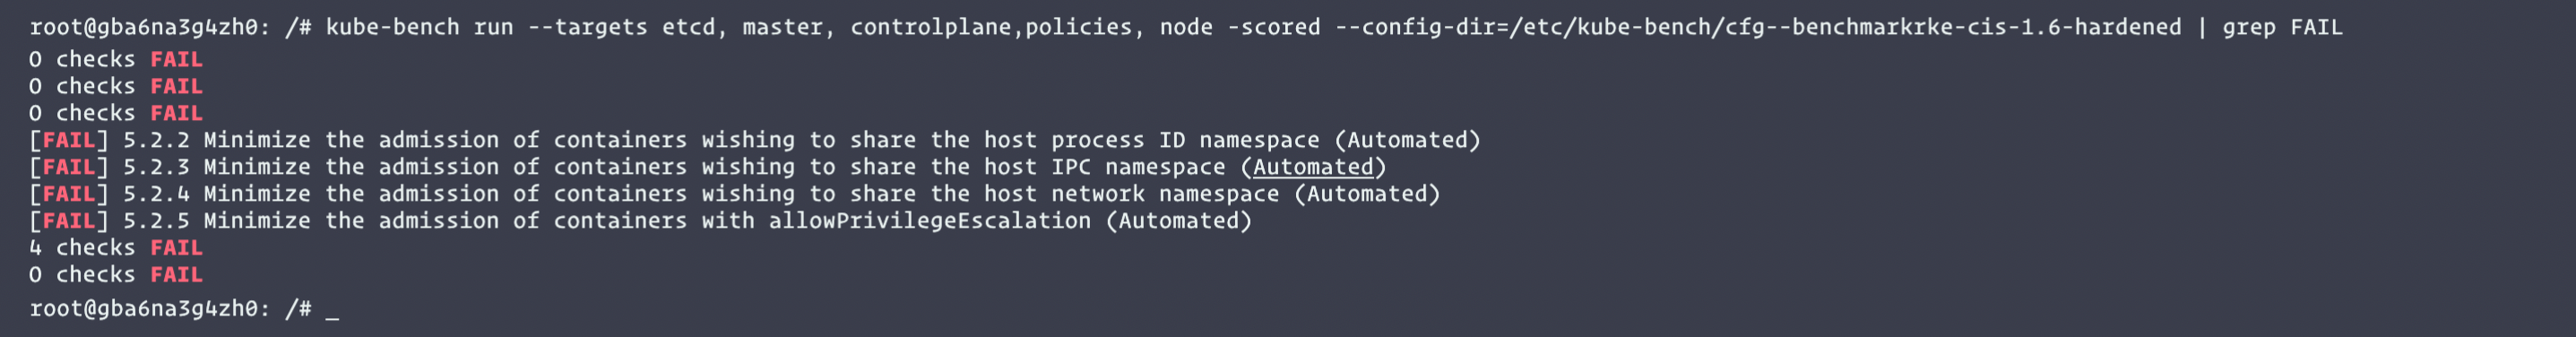 root@gba6na3g4zh0: /# kube-bench run --targets etcd, master, controlplane,policies, node -scored --config-dir=/etc/kube-bench/cfg--benchmarkrke-cis-1.6-hardened | grep FAIL
0 checks FAIL
0 checks FAIL
0 checks FAIL
[FAIL] 5.2.2 Minimize the admission of containers wishing to share the host process ID namespace (Automated)
[FAIL] 5.2.3 Minimize the admission of containers wishing to share the host IPC namespace (Automated)
[FAIL] 5.2.4 Minimize the admission of containers wishing to share the host network namespace (Automated)
[FAIL] 5.2.5 Minimize the admission of containers with allowPrivilegeEscalation (Automated)
4 checks FAIL
0 checks FAIL
root@gba6na3g4zh0: /# _